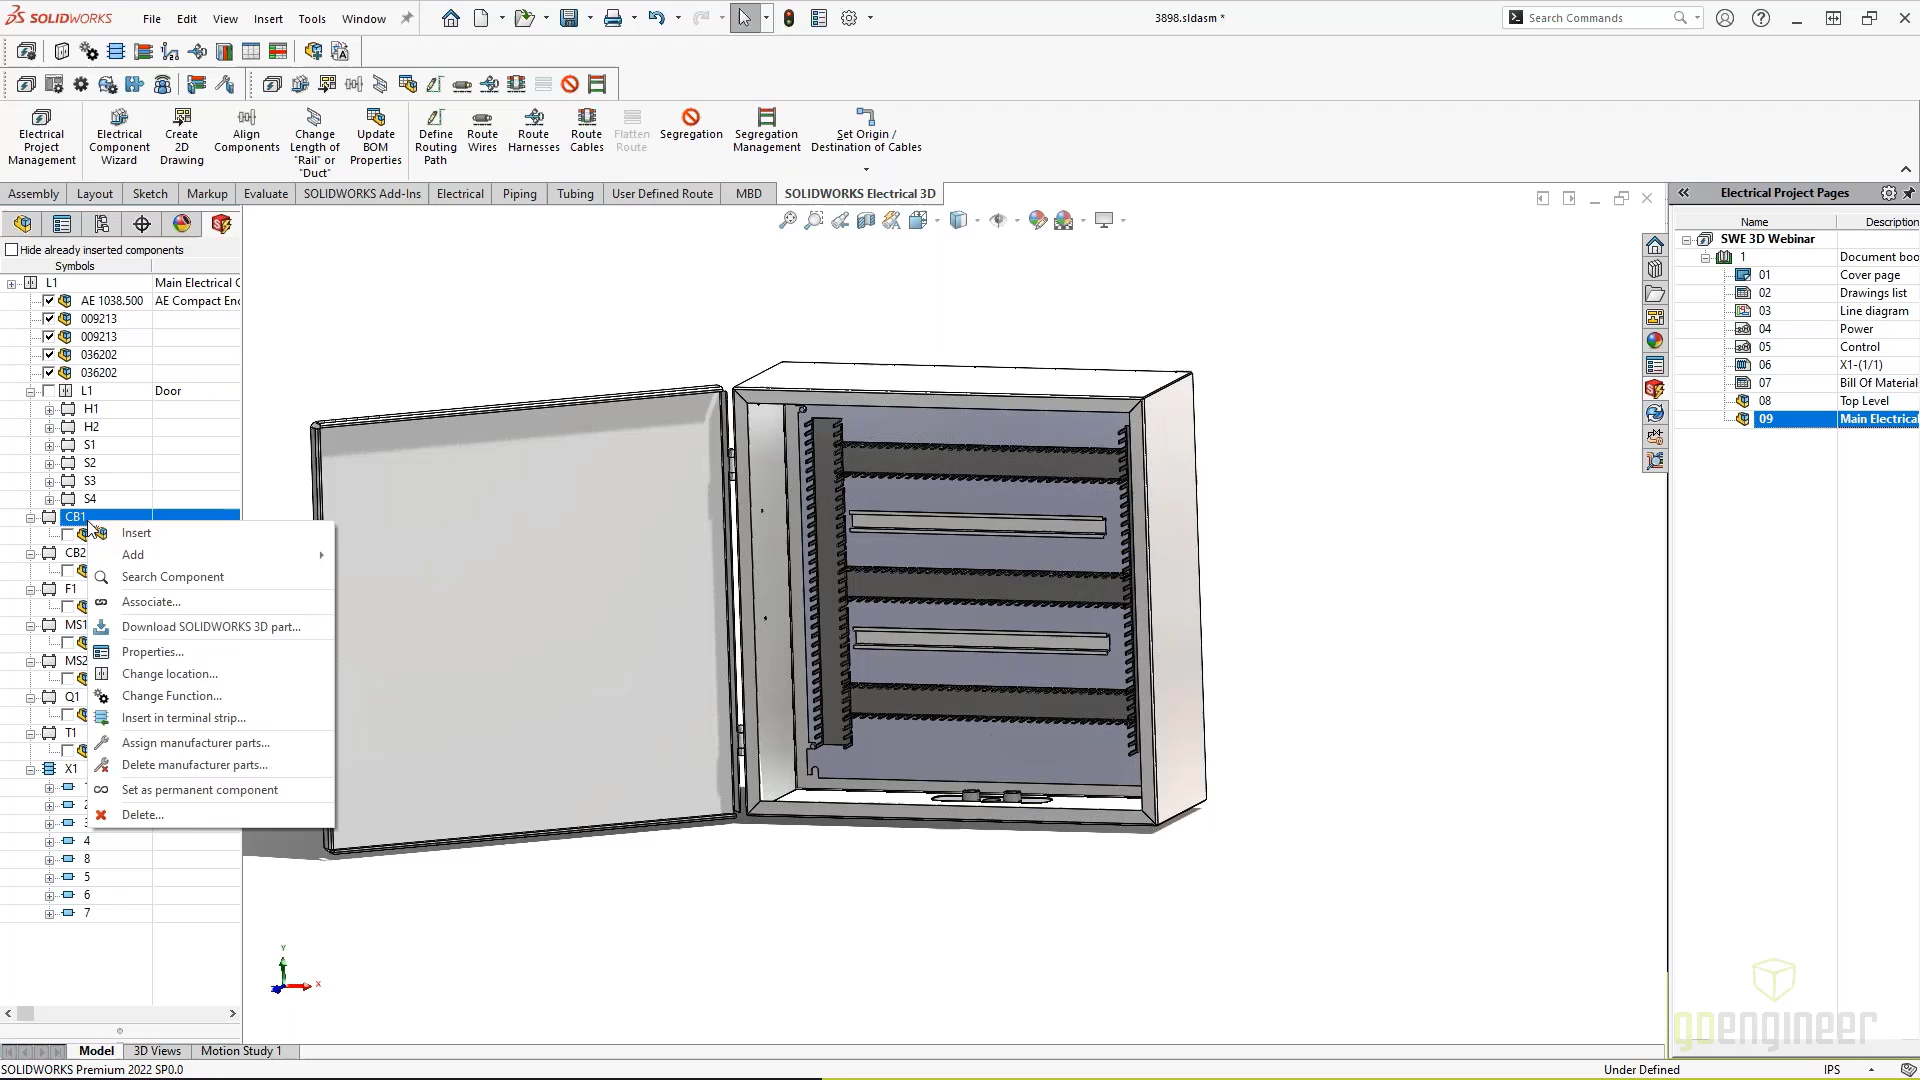 SOLIDWORKS File Edit View Insert Tools Window 3898.sldasm * Search Commands
Electrical Project Management
Electrical Component Wizard
Create 2D Drawing
Align Components
Change Length of "Rail" or "Duct"
Update BOM Properties
Define Routing Path
Route Wires
Route Harnesses
Route Cables
Flatten Route
Segregation
Segregation Management
Set Origin / Destination of Cables
Assembly Layout Sketch Markup Evaluate SOLIDWORKS Add-Ins Electrical Piping Tubing User Defined Route MBD SOLIDWORKS Electrical 3D
Hide already inserted components
Symbols
L1 Main Electrical C
AE 1038.500 AE Compact Enc
009213
009213
036202
036202
L1 Door
H1
H2
S1
S2
S3
S4
CB1
CB2
F1
MS1
MS2
Q1
T1
X1
4
8
5
6
7
Insert
Add
Search Component
Associate...
Download SOLIDWORKS 3D part...
Properties...
Change location...
Change Function...
Insert in terminal strip...
Assign manufacturer parts...
Delete manufacturer parts...
Set as permanent component
Delete...
Y
X
Electrical Project Pages
Name Description
SWE 3D Webinar
1 Document boo
01 Cover page
02 Drawings list
03 Line diagram
04 Power
05 Control
06 X1-(1/1)
07 Bill Of Material
08 Top Level
09 Main Electrical
goengineer
Model 3D Views Motion Study 1
SOLIDWORKS Premium 2022 SP0.0 Under Defined IPS